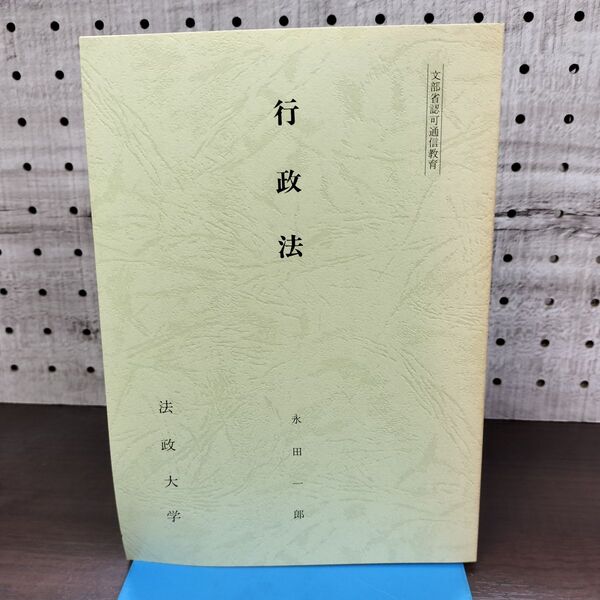 文部省認可通信教育
行政法
永田一郎
法政大学